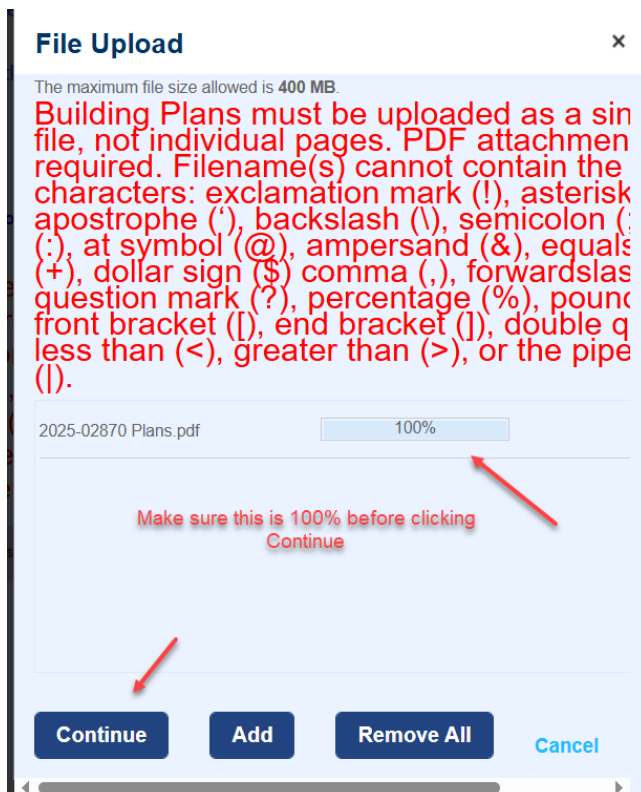 File Upload ×
The maximum file size allowed is 400 MB.
Building Plans must be uploaded as a sin
file, not individual pages. PDF attachmen
required. Filename(s) cannot contain the
characters: exclamation mark (!), asterisk
apostrophe (‘), backslash (\), semicolon (;
(:), at symbol (@), ampersand (&), equals
(+), dollar sign ($) comma (,), forwardslas
question mark (?), percentage (%), pound
front bracket ([), end bracket (]), double q
less than (<), greater than (>), or the pipe
(|).
2025-02870 Plans.pdf 100%
Make sure this is 100% before clicking
Continue
Continue Add Remove All Cancel